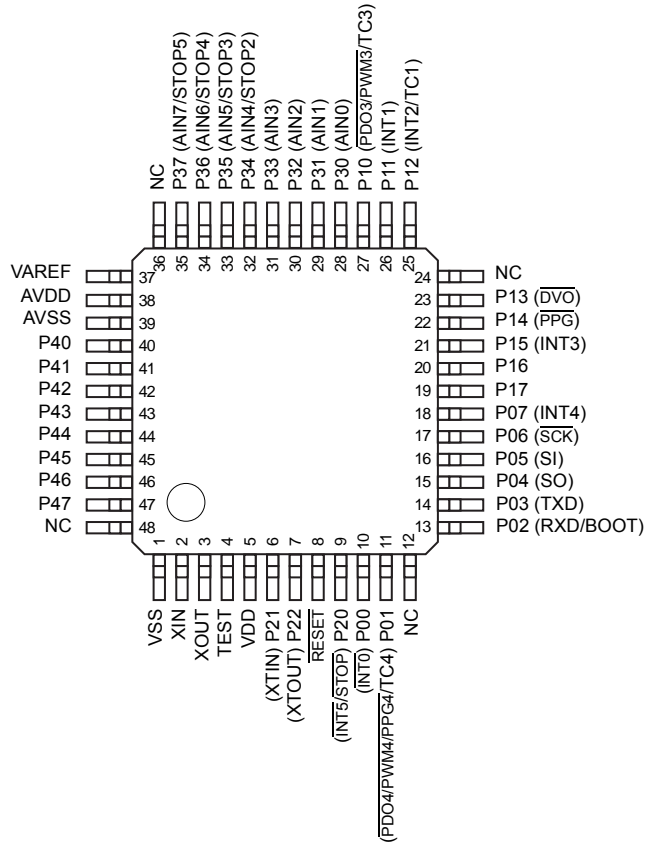 NC
P37 (AIN7/STOP5)
P36 (AIN6/STOP4)
P35 (AIN5/STOP3)
P34 (AIN4/STOP2)
P33 (AIN3)
P32 (AIN2)
P31 (AIN1)
P30 (AIN0)
P10 (PDO3/PWM3/TC3)
P11 (INT1)
P12 (INT2/TC1)
36
35
34
33
32
31
30
29
28
27
26
25
VAREF 37
AVDD 38
AVSS 39
P40 40
P41 41
P42 42
P43 43
P44 44
P45 45
P46 46
P47 47
NC 48
24 NC
23 P13 (DVO)
22 P14 (PPG)
21 P15 (INT3)
20 P16
19 P17
18 P07 (INT4)
17 P06 (SCK)
16 P05 (SI)
15 P04 (SO)
14 P03 (TXD)
13 P02 (RXD/BOOT)
1
2
3
4
5
6
7
8
9
10
11
12
VSS
XIN
XOUT
TEST
VDD
(XTIN) P21
(XTOUT) P22
RESET
(INT5/STOP) P20
(INT0) P00
(PDO4/PWM4/PPG4/TC4) P01
NC